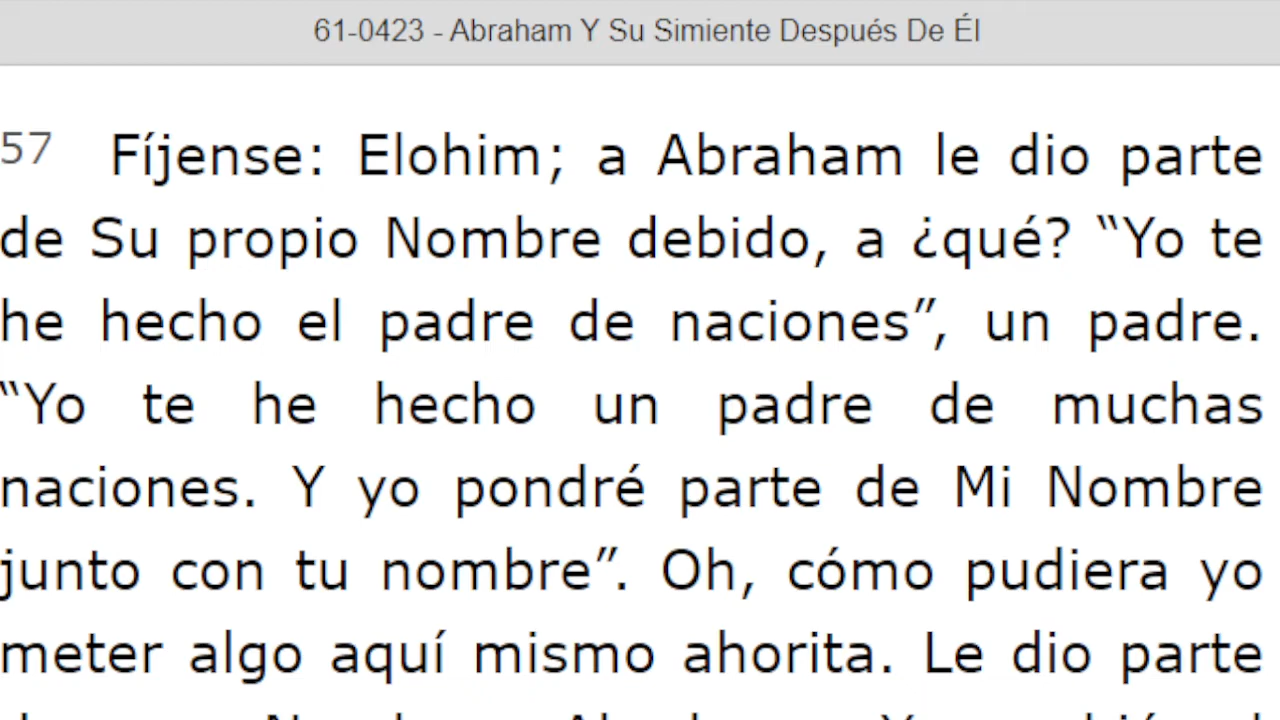 61-0423 - Abraham Y Su Simiente Después De Él
57 Fíjense: Elohim; a Abraham le dio parte
de Su propio Nombre debido, a ¿qué? “Yo te
he hecho el padre de naciones”, un padre.
“Yo te he hecho un padre de muchas
naciones. Y yo pondré parte de Mi Nombre
junto con tu nombre”. Oh, cómo pudiera yo
meter algo aquí mismo ahorita. Le dio parte